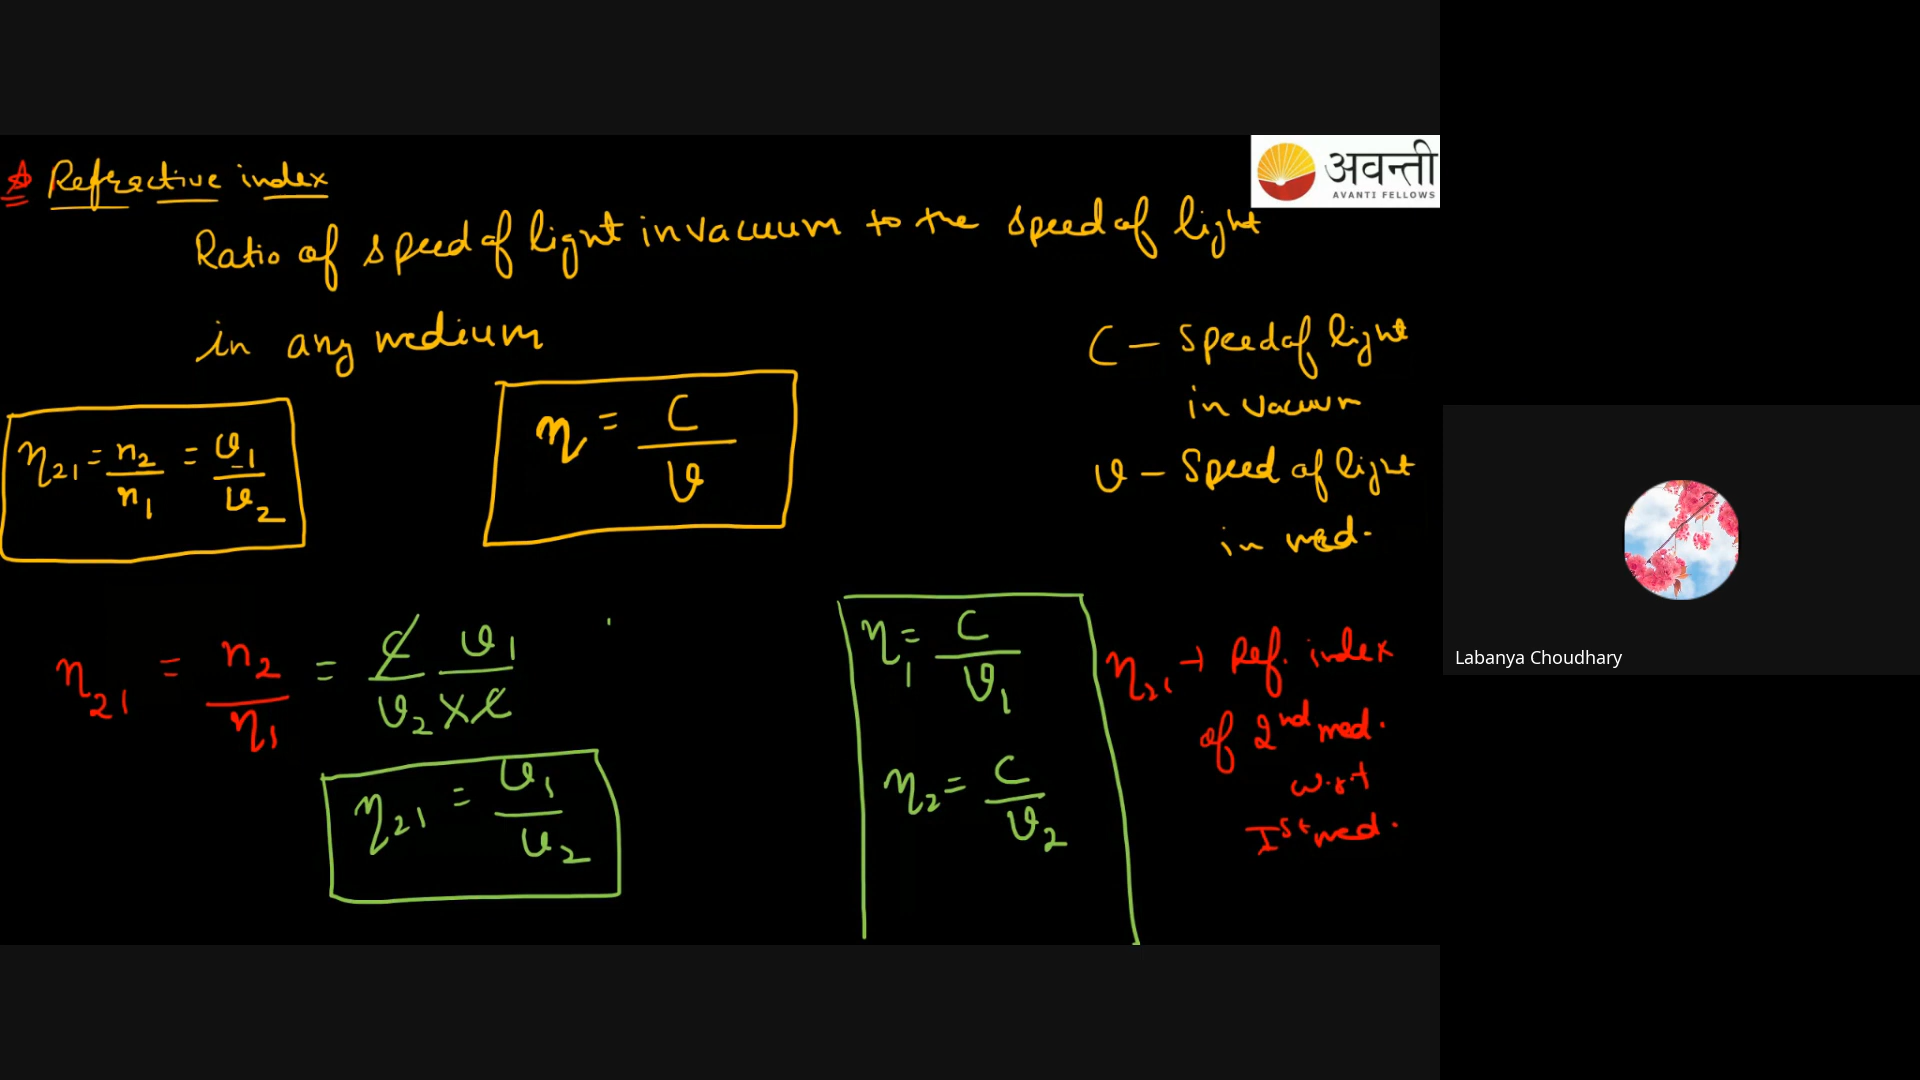 Refractive index
अवन्ती
AVANTI FELLOWS
Ratio of speed of light in vacuum to the speed of light
in any medium
C – Speed of light
in vacuum
v – Speed of light
in med.
η21 = n2/n1 = v1/v2
η = C/v
η21 = n2/η1 = C/v2 v1/×C
η21 = v1/v2
η1 = C/v1
η2 = C/v2
η21 → Ref. index
of 2nd med.
w.r.t
Ist med.
Labanya Choudhary